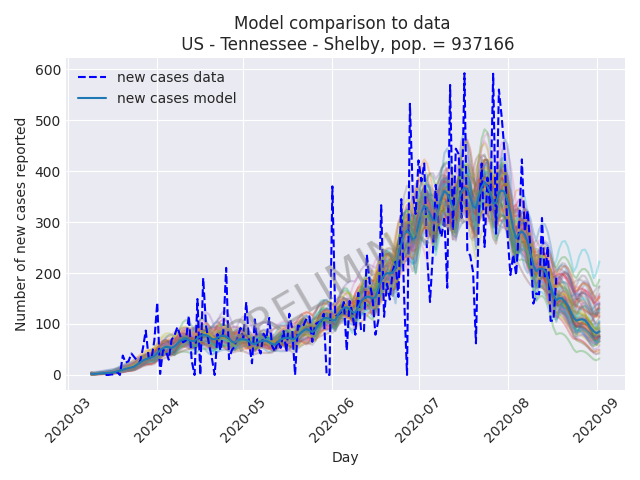 Model comparison to data
US - Tennessee - Shelby, pop. = 937166
new cases data
new cases model
Number of new cases reported
600
500
400
300
200
100
0
2020-03
2020-04
2020-05
2020-06
2020-07
2020-08
2020-09
Day